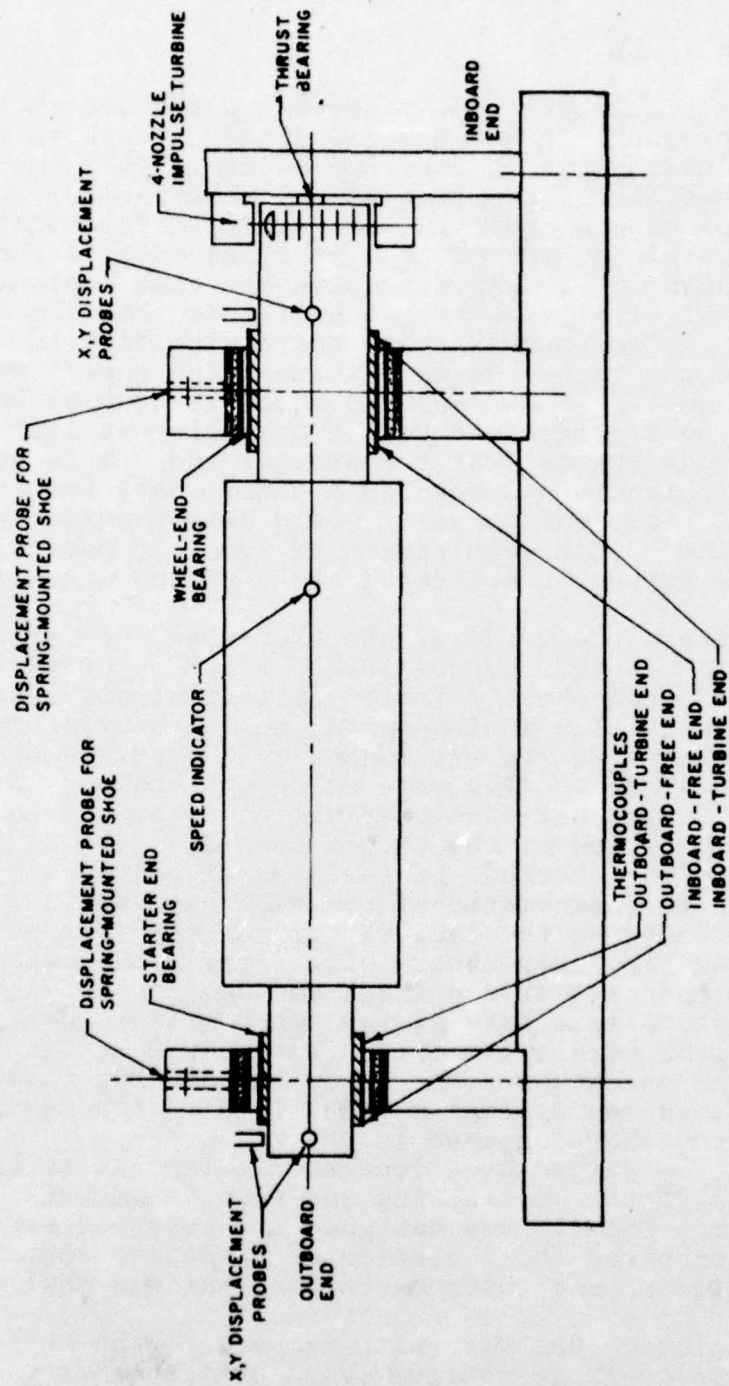 DISPLACEMENT PROBE FOR
SPRING-MOUNTED SHOE
X,Y DISPLACEMENT
PROBES
4-NOZZLE
IMPULSE TURBINE
THRUST
BEARING
INBOARD
END
WHEEL-END
BEARING
SPEED INDICATOR
DISPLACEMENT PROBE FOR
SPRING-MOUNTED SHOE
STARTER END
BEARING
X,Y DISPLACEMENT
PROBES
OUTBOARD
END
THERMOCOUPLES
OUTBOARD-TURBINE END
OUTBOARD-FREE END
INBOARD-FREE END
INBOARD-TURBINE END